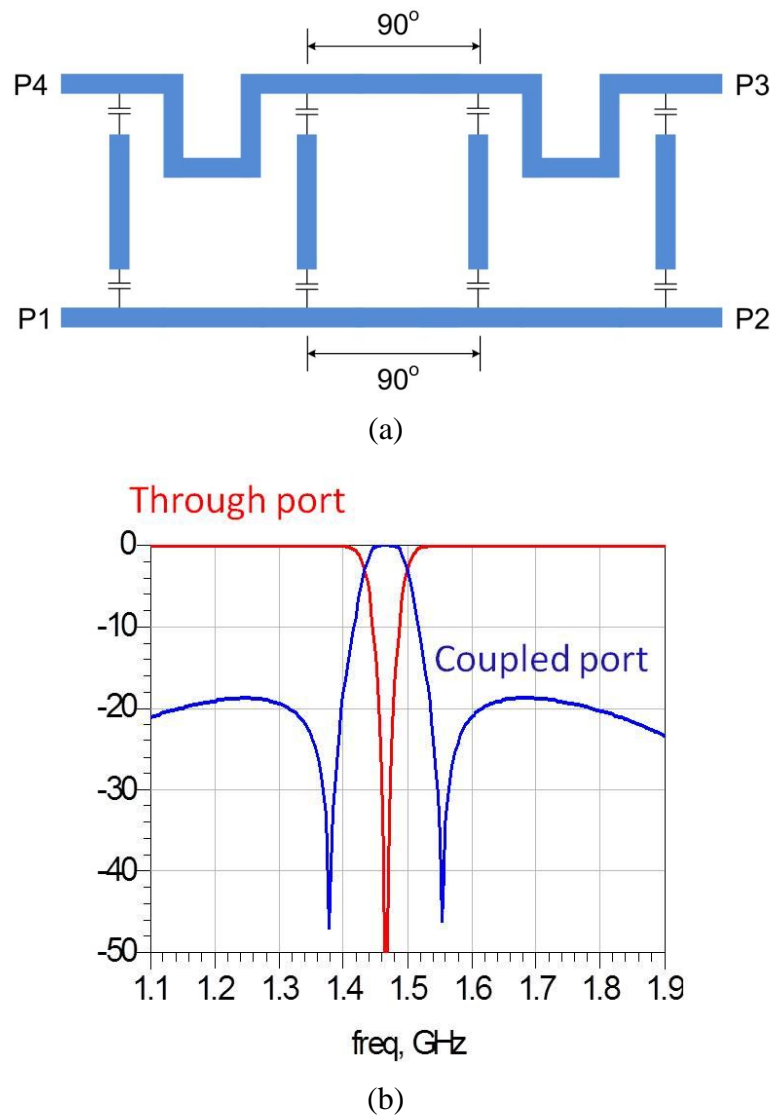 90°
P4
P3
P1
P2
90°
(a)
Through port
0
-10
-20
-30
-40
-50
Coupled port
1.1 1.2 1.3 1.4 1.5 1.6 1.7 1.8 1.9
freq, GHz
(b)